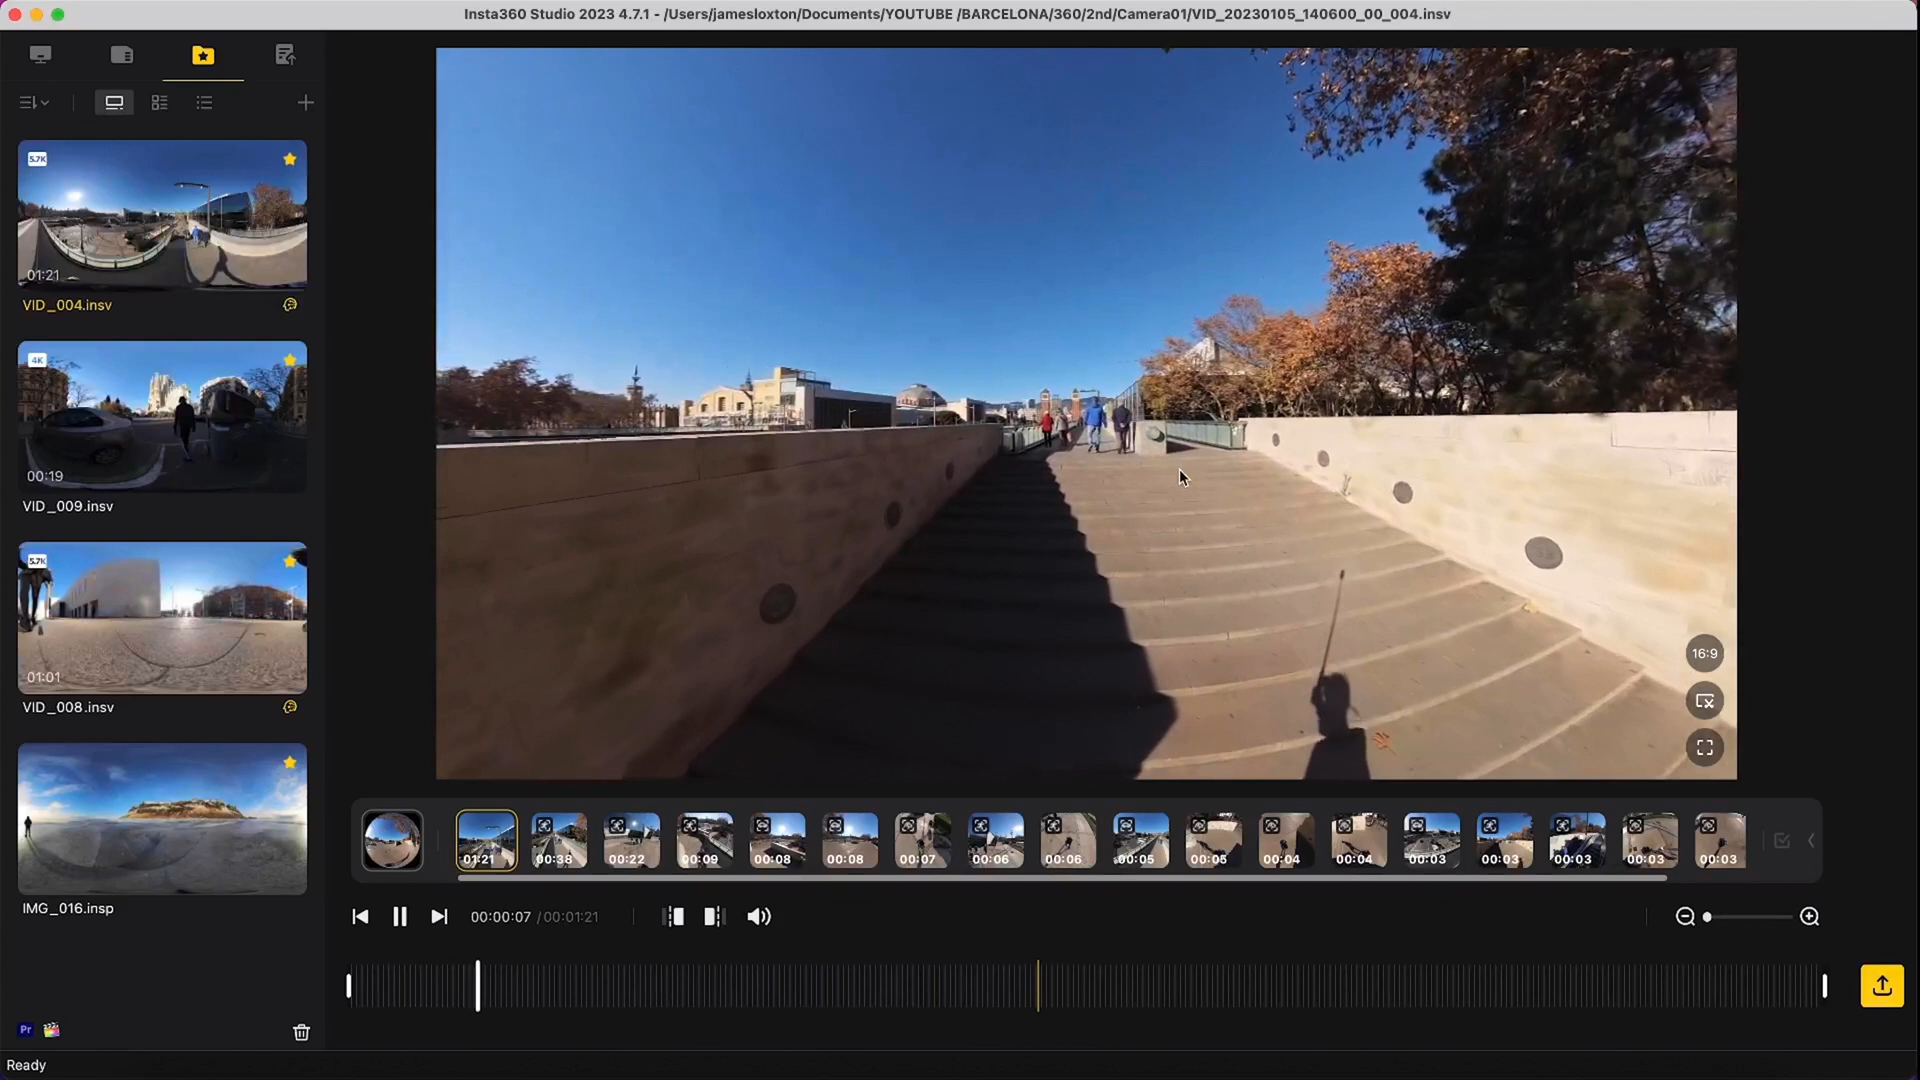 Insta360 Studio 2023 4.7.1 - /Users/jamesloxton/Documents/YOUTUBE /BARCELONA/360/2nd/Camera01/VID_20230105_140600_00_004.insv
5.7K
01:21
VID_004.insv
4K
00:19
VID_009.insv
5.7K
01:01
VID_008.insv
IMG_016.insp
16:9
01:21 00:38 00:22 00:09 00:08 00:08 00:07 00:06 00:06 00:05 00:05 00:04 00:04 00:03 00:03 00:03 00:03 00:03
00:00:07 / 00:01:21
Pr
Ready